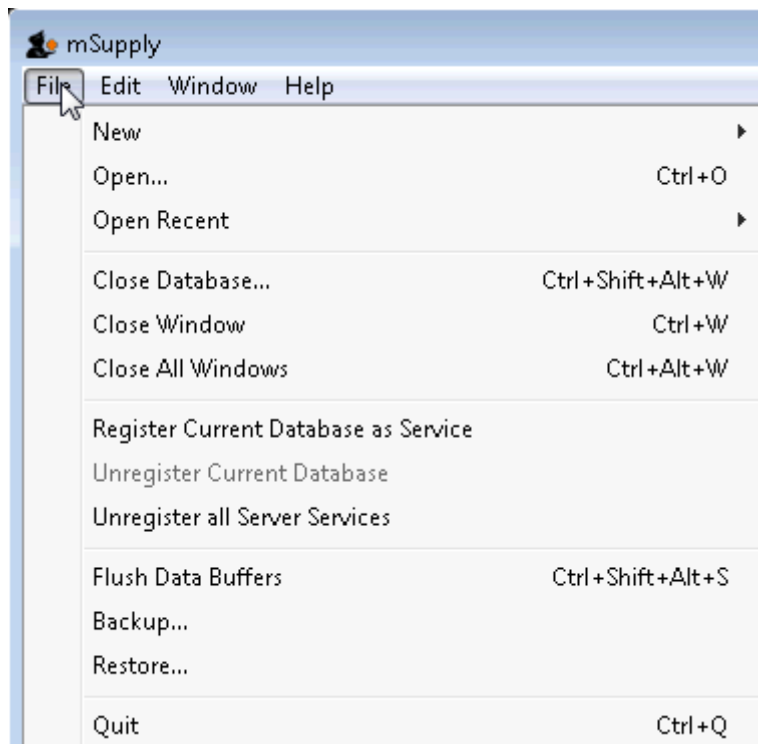 mSupply
File Edit Window Help
New
Open... Ctrl+O
Open Recent
Close Database... Ctrl+Shift+Alt+W
Close Window Ctrl+W
Close All Windows Ctrl+Alt+W
Register Current Database as Service
Unregister Current Database
Unregister all Server Services
Flush Data Buffers Ctrl+Shift+Alt+S
Backup...
Restore...
Quit Ctrl+Q